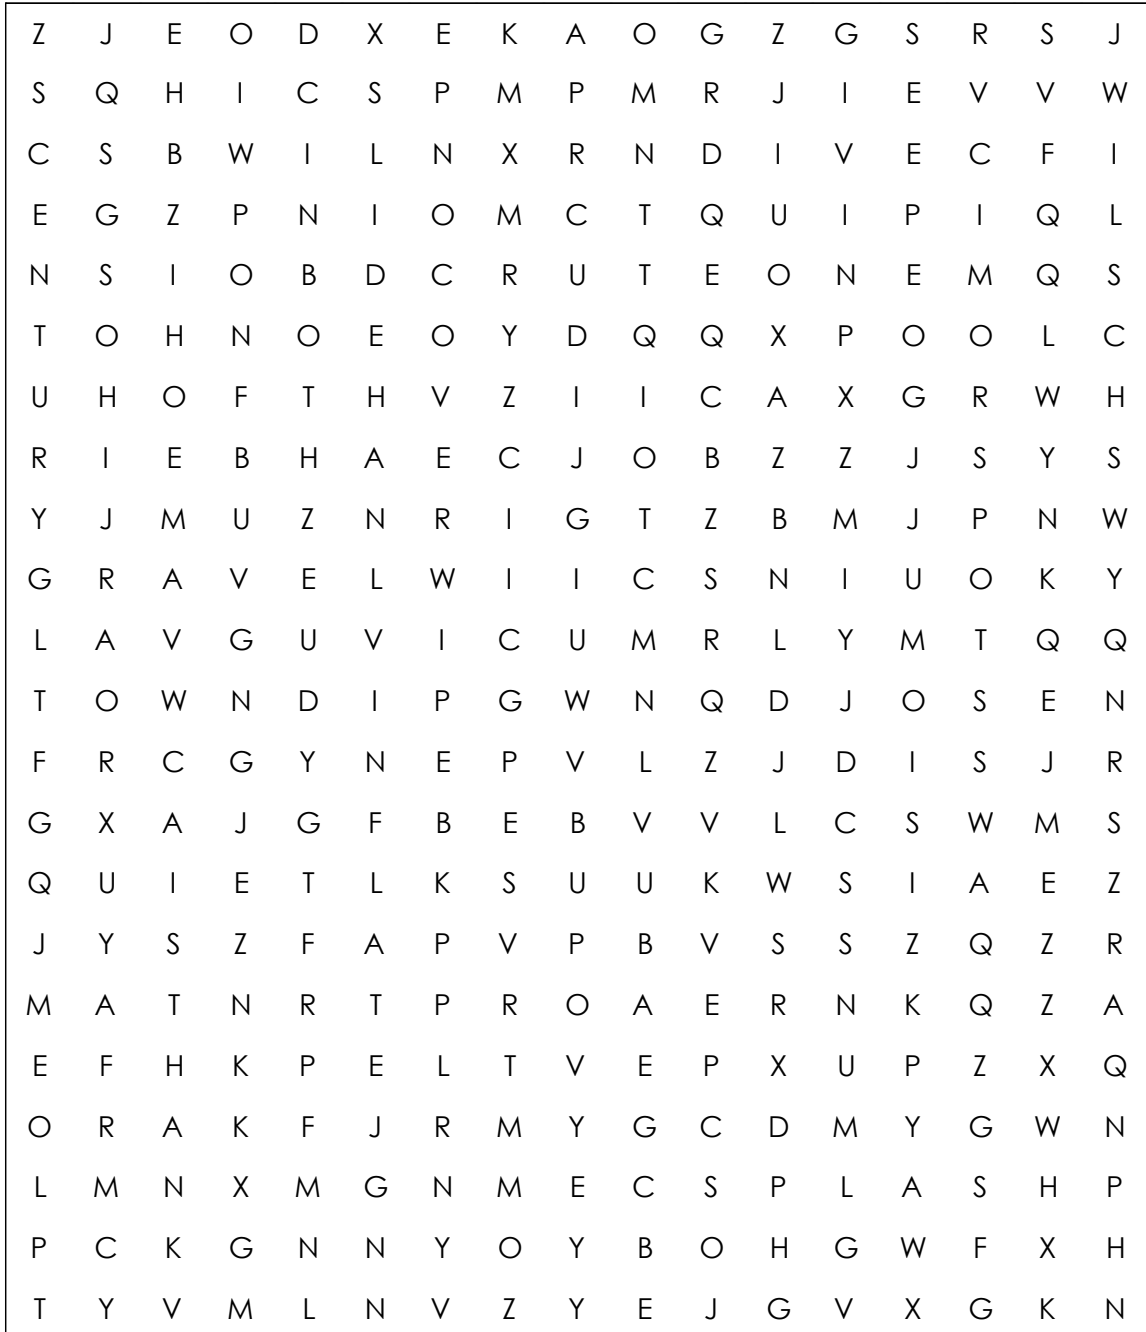 Z J E O D X E K A O G Z G S R S J
S Q H I C S P M P M R J I E V V W
C S B W I L N X R N D I V E C F I
E G Z P N I O M C T Q U I P I Q L
N S I O B D C R U T E O N E M Q S
T O H N O E O Y D Q Q X P O O L C
U H O F T H V Z I I C A X G R W H
R I E B H A E C J O B Z Z J S Y S
Y J M U Z N R I G T Z B M J P N W
G R A V E L W I I C S N I U O K Y
L A V G U V I C U M R L Y M T Q Q
T O W N D I P G W N Q D J O S E N
F R C G Y N E P V L Z J D I S J R
G X A J G F B E B V V L C S W M S
Q U I E T L K S U U K W S I A E Z
J Y S Z F A P V P B V S S Z Q Z R
M A T N R T P R O A E R N K Q Z A
E F H K P E L T V E P X U P Z X Q
O R A K F J R M Y G C D M Y G W N
L M N X M G N M E C S P L A S H P
P C K G N N Y O Y B O H G W F X H
T Y V M L N V Z Y E J G V X G K N